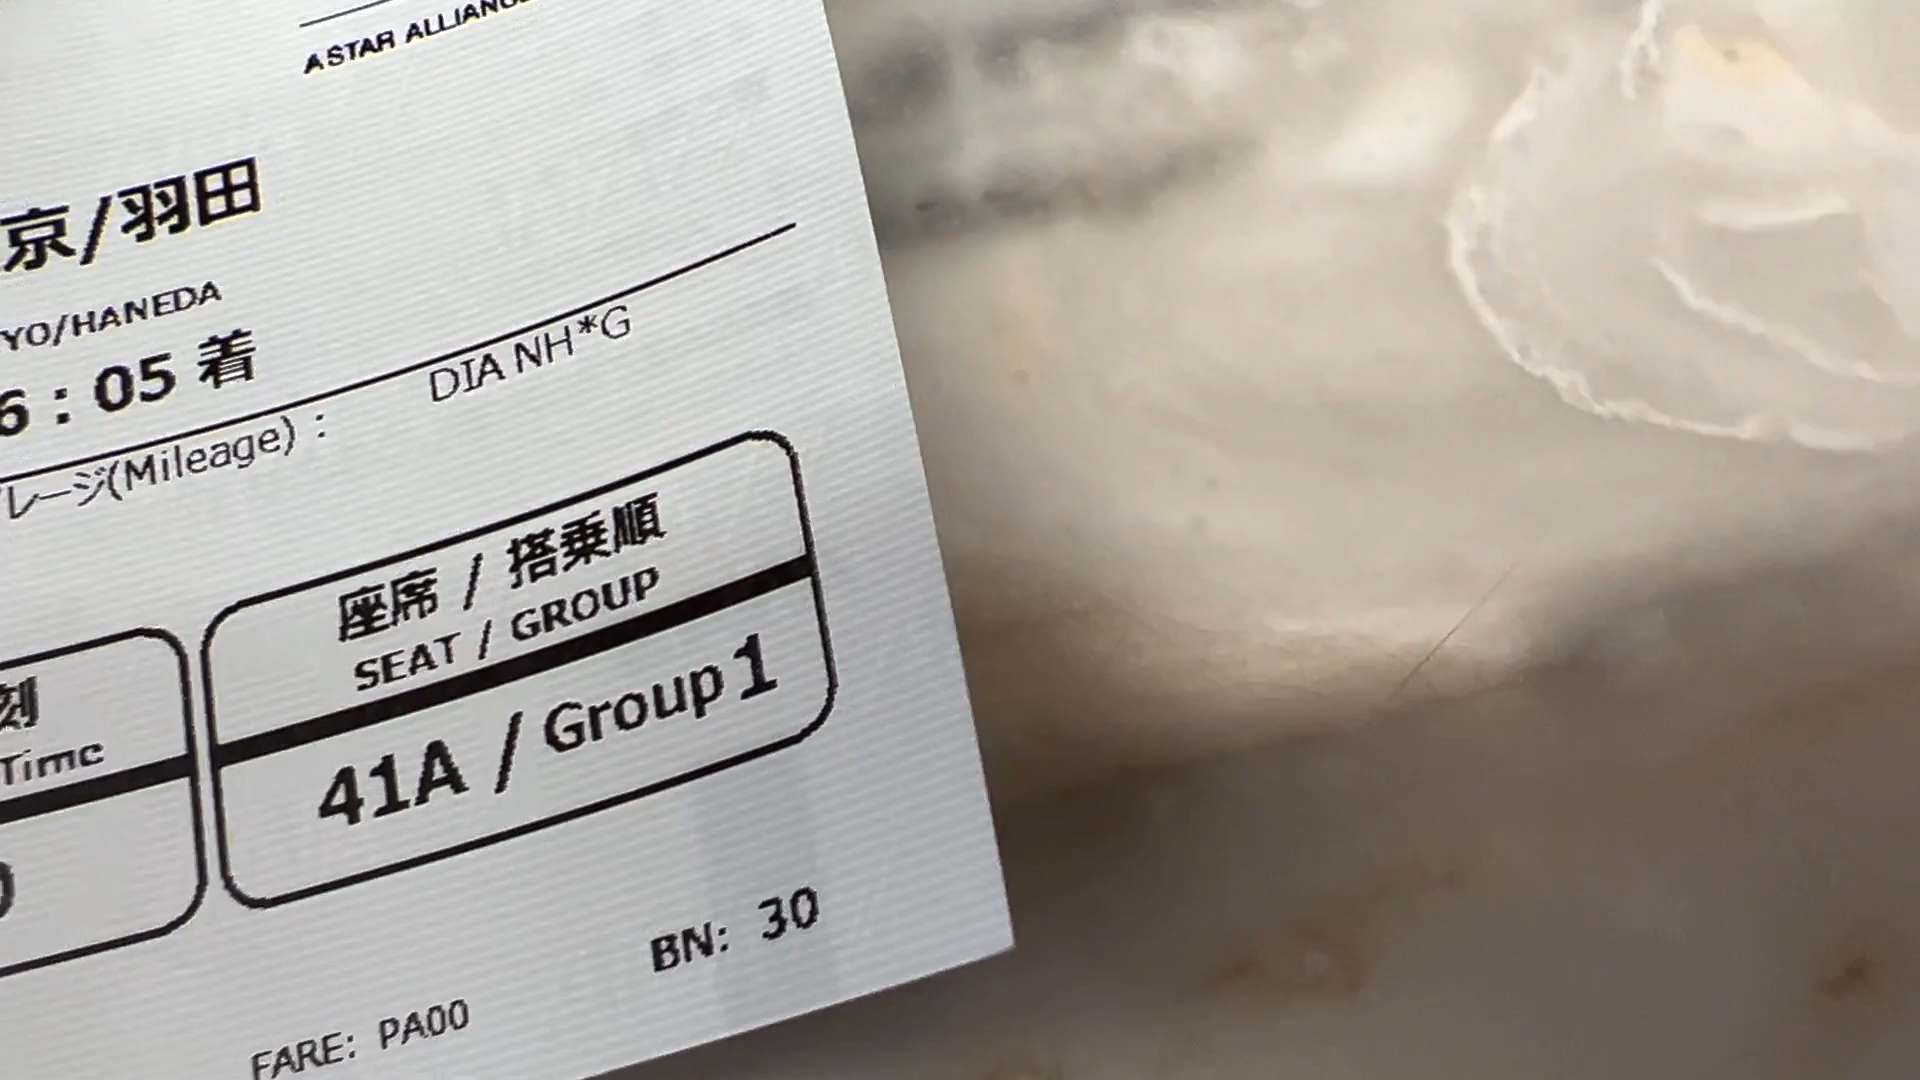 A STAR ALLIANC
京/羽田
YO/HANEDA
6:05 着
レージ(Mileage) : DIA NH*G
座席 / 搭乗順
SEAT / GROUP
刻
Time
41A / Group 1
BN: 30
FARE: PA00